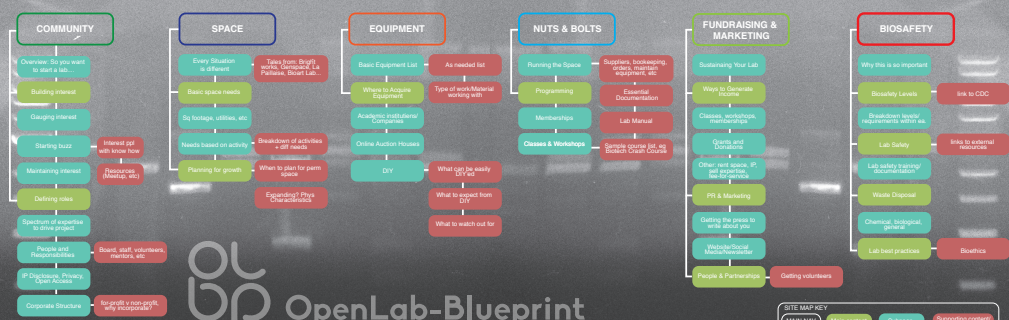 COMMUNITY
Overview: So you want
to start a lab...
Building interest
Gauging interest
Starting buzz
Interest ppl
with know how
Maintaining interest
Resources
(Meetup, etc)
Defining roles
Spectrum of expertise
to drive project
People and
Responsibilities
Board, staff, volunteers,
mentors, etc
IP Disclosure, Privacy,
Open Access
Corporate Structure
for-profit v non-profit,
why incorporate?
SPACE
Every Situation
is different
Tales from: Bright
works, Genspace, La
Paillase, Bioart Lab...
Basic space needs
Sq footage, utilities, etc
Needs based on activity
Breakdown of activities
+ diff needs
Planning for growth
When to plan for perm
space
Expanding? Phys
Characteristics
EQUIPMENT
Basic Equipment List
As needed list
Where to Acquire
Equipment
Type of work/Material
working with
Academic institutions/
Companies
Online Auction Houses
DIY
What can be easily
DIY'ed
What to expect from
DIY
What to watch out for
NUTS & BOLTS
Running the Space
Suppliers, bookeeping,
orders, maintain
equipment, etc
Programming
Essential
Documentation
Memberships
Lab Manual
Classes & Workshops
Sample course list, eg
Biotech Crash Course
FUNDRAISING &
MARKETING
Sustainaing Your Lab
Ways to Generate
Income
Classes, workshops,
memberships
Grants and
Donations
Other: rent space, IP,
sell expertise,
fee-for-service
PR & Marketing
Getting the press to
write about you
Website/Social
Media/Newsletter
People & Partnerships
Getting volunteers
BIOSAFETY
Why this is so important
Biosafety Levels
link to CDC
Breakdown levels/
requirements within ea.
Lab Safety
links to external
resources
Lab safety training/
documentation
Waste Disposal
Chemical, biological,
general
Lab best practices
Bioethics
OpenLab-Blueprint
SITE MAP KEY